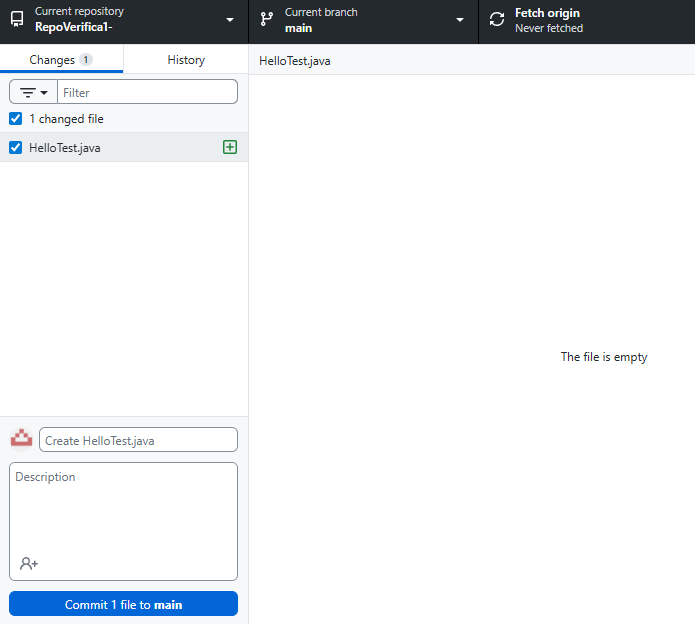 Current repository
RepoVerifica1-
Current branch
main
Fetch origin
Never fetched
Changes 1
History
HelloTest.java
Filter
1 changed file
HelloTest.java
The file is empty
Create HelloTest.java
Description
Commit 1 file to main